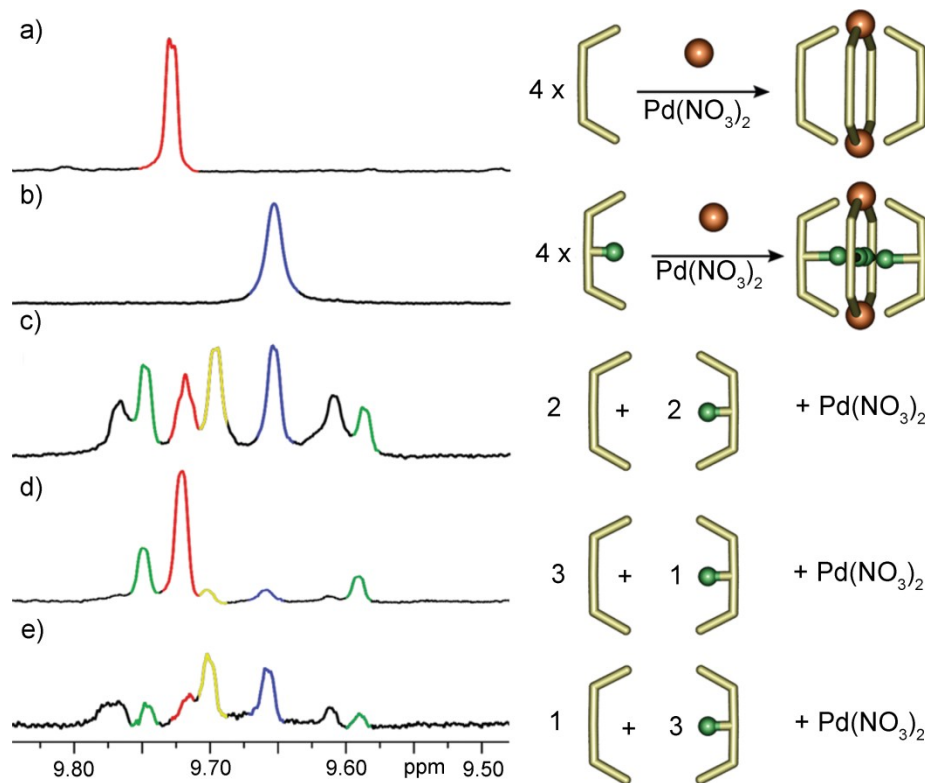 a)
4 x
Pd(NO3)2
b)
4 x
Pd(NO3)2
c)
2 + 2 + Pd(NO3)2
d)
3 + 1 + Pd(NO3)2
e)
1 + 3 + Pd(NO3)2
9.80 9.70 9.60 ppm 9.50